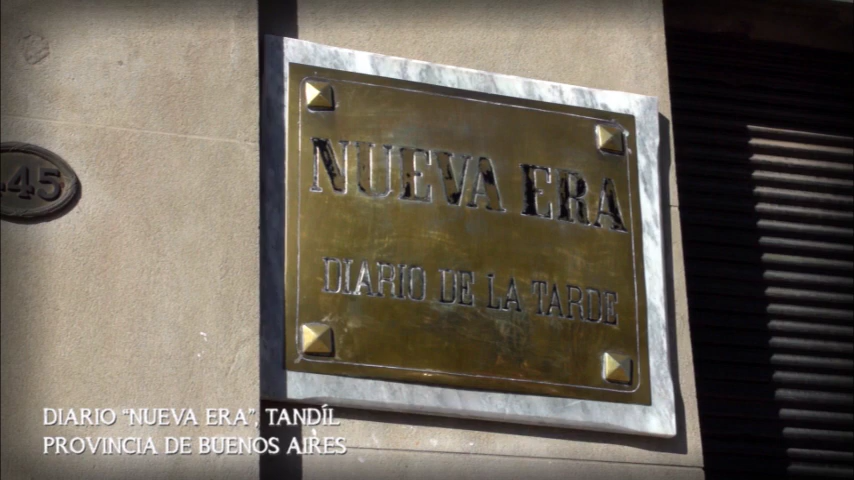 45
NUEVA ERA
DIARIO DE LA TARDE
DIARIO “NUEVA ERA”, TANDÍL
PROVINCIA DE BUENOS AIRES